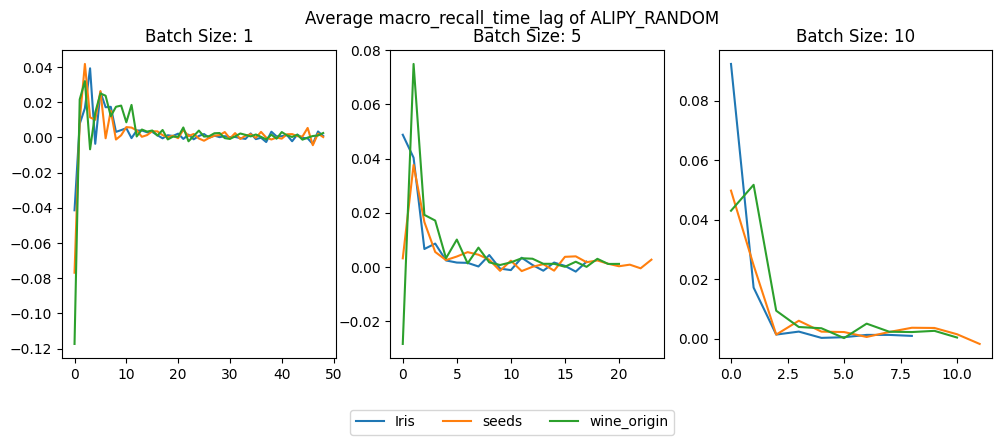 Average macro_recall_time_lag of ALIPY_RANDOM
Batch Size: 1
0.04
0.02
0.00
−0.02
−0.04
−0.06
−0.08
−0.10
−0.12
0 10 20 30 40 50
Batch Size: 5
0.08
0.06
0.04
0.02
0.00
−0.02
0 5 10 15 20
Batch Size: 10
0.08
0.06
0.04
0.02
0.00
0.0 2.5 5.0 7.5 10.0
Iris seeds wine_origin